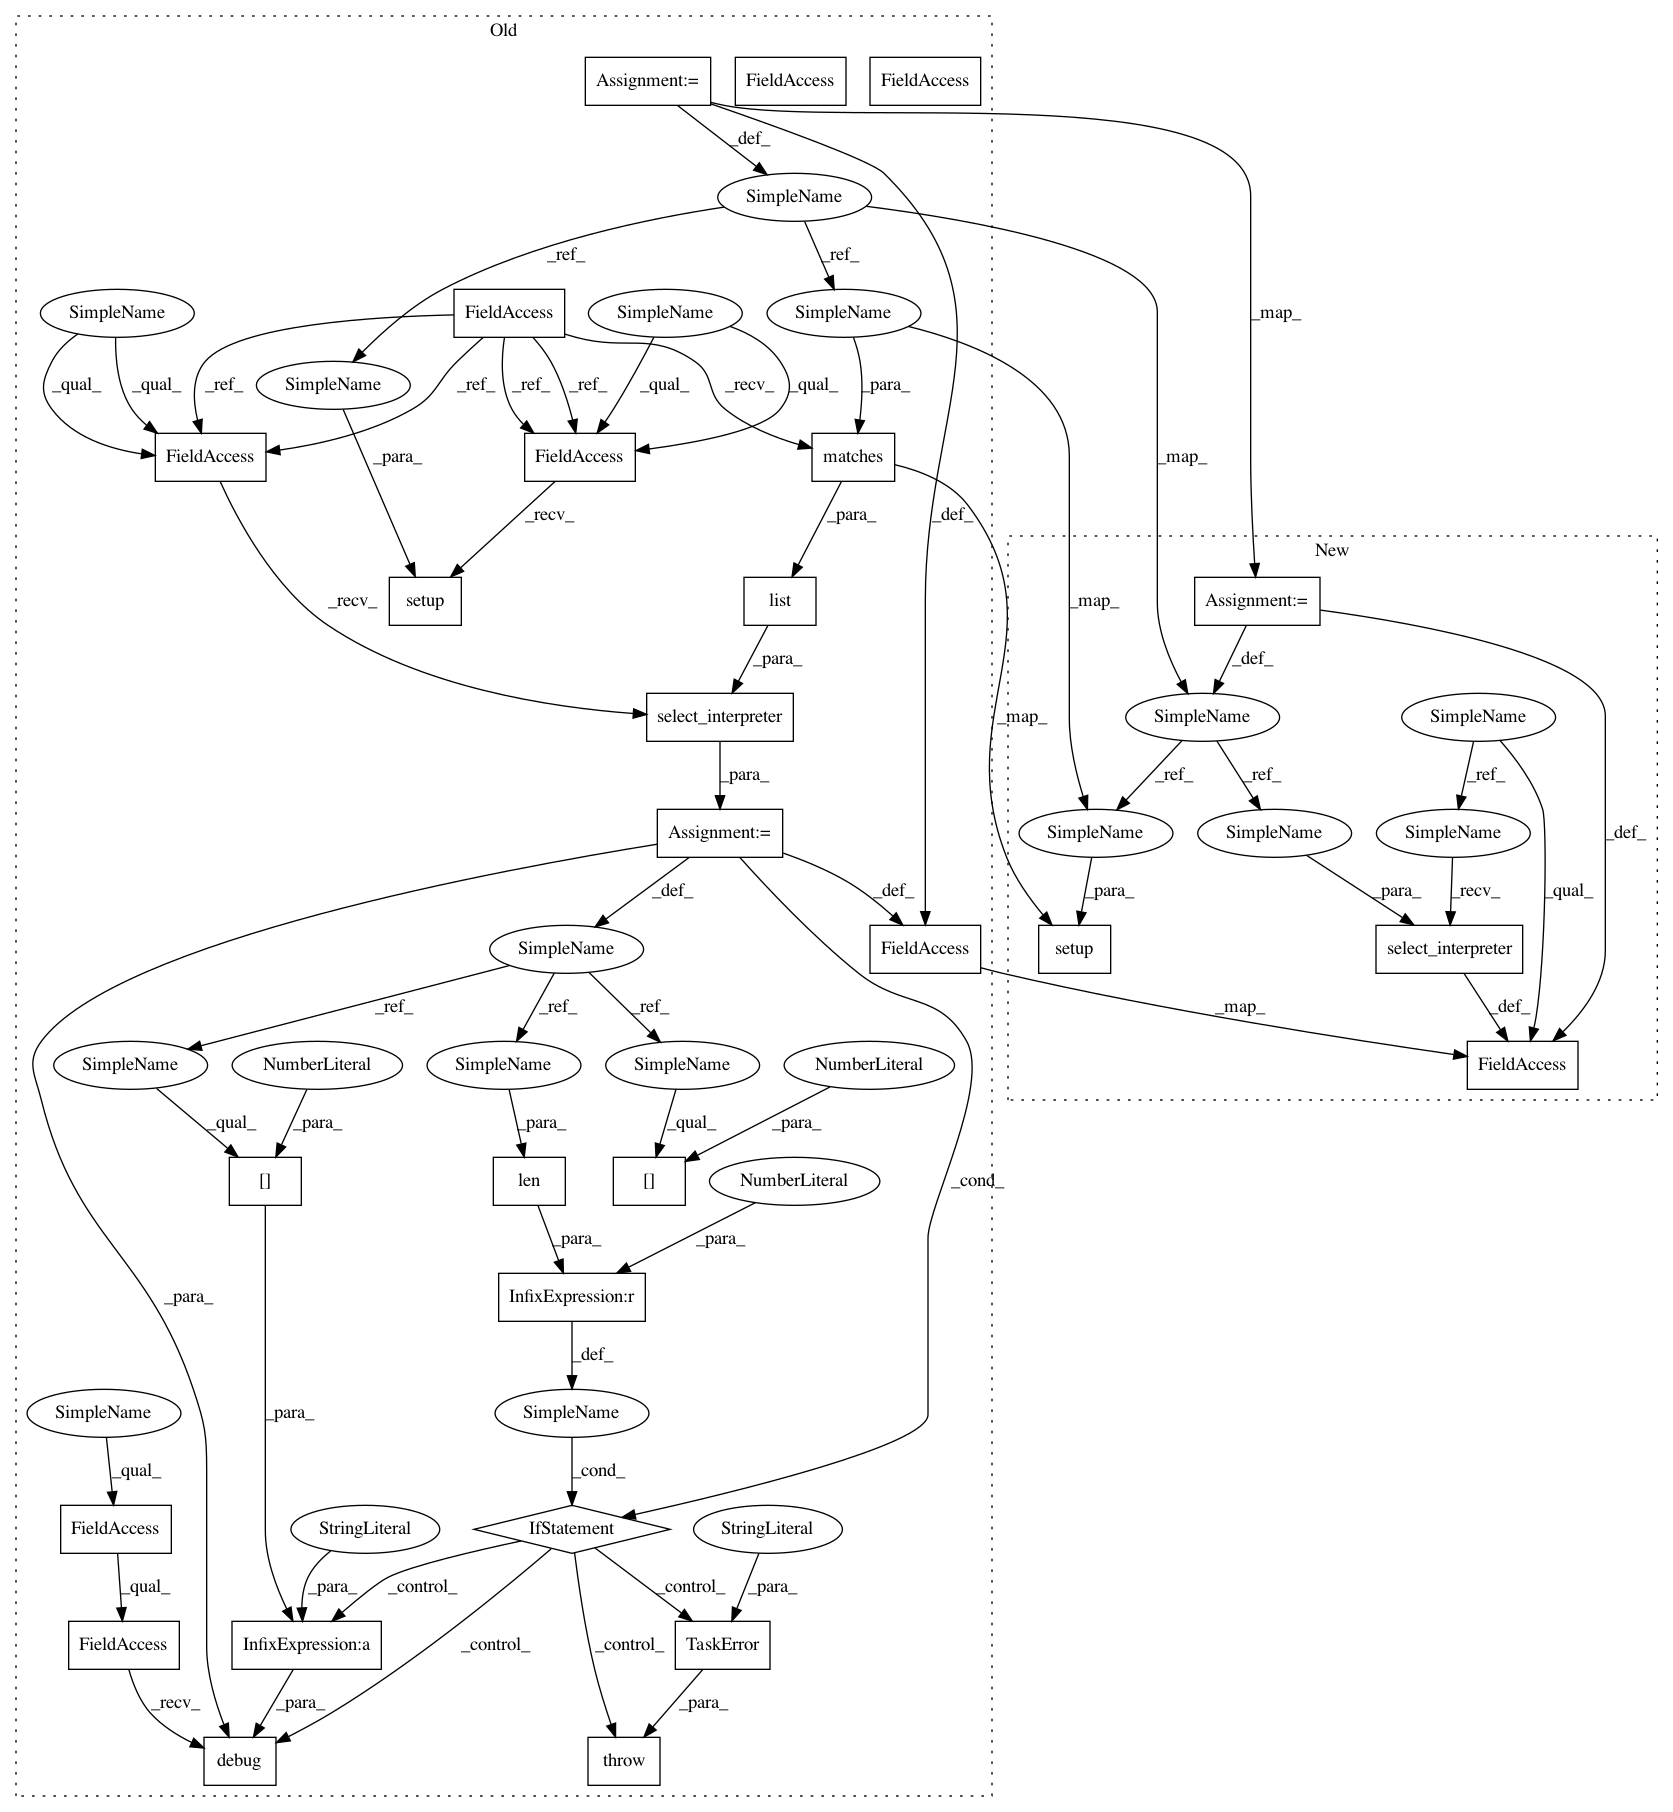 Old
Assignment:=
FieldAccess
FieldAccess
_def_
SimpleName
_ref_
_ref_
_map_
SimpleName
FieldAccess
SimpleName
SimpleName
SimpleName
_qual_
_qual_
_ref_
_ref_
_ref_
_ref_
_qual_
_recv_
_qual_
_para_
FieldAccess
FieldAccess
matches
_map_
_para_
_recv_
_para_
_def_
New
setup
list
_recv_
_map_
Assignment:=
_para_
_def_
select_interpreter
_map_
SimpleName
SimpleName
_para_
_ref_
_ref_
_ref_
Assignment:=
SimpleName
SimpleName
SimpleName
_def_
_def_
_def_
_para_
_para_
_recv_
_qual_
SimpleName
FieldAccess
setup
select_interpreter
_ref_
_ref_
_ref_
_map_
_def_
SimpleName
NumberLiteral
SimpleName
SimpleName
NumberLiteral
FieldAccess
_qual_
_para_
_para_
_qual_
_para_
[]
len
[]
NumberLiteral
_cond_
_para_
_para_
_para_
InfixExpression:r
_def_
SimpleName
SimpleName
_para_
_qual_
_cond_
FieldAccess
StringLiteral
IfStatement
StringLiteral
_qual_
_para_
_control_
_control_
_para_
FieldAccess
InfixExpression:a
_control_
_control_
TaskError
_recv_
_para_
_para_
debug
throw